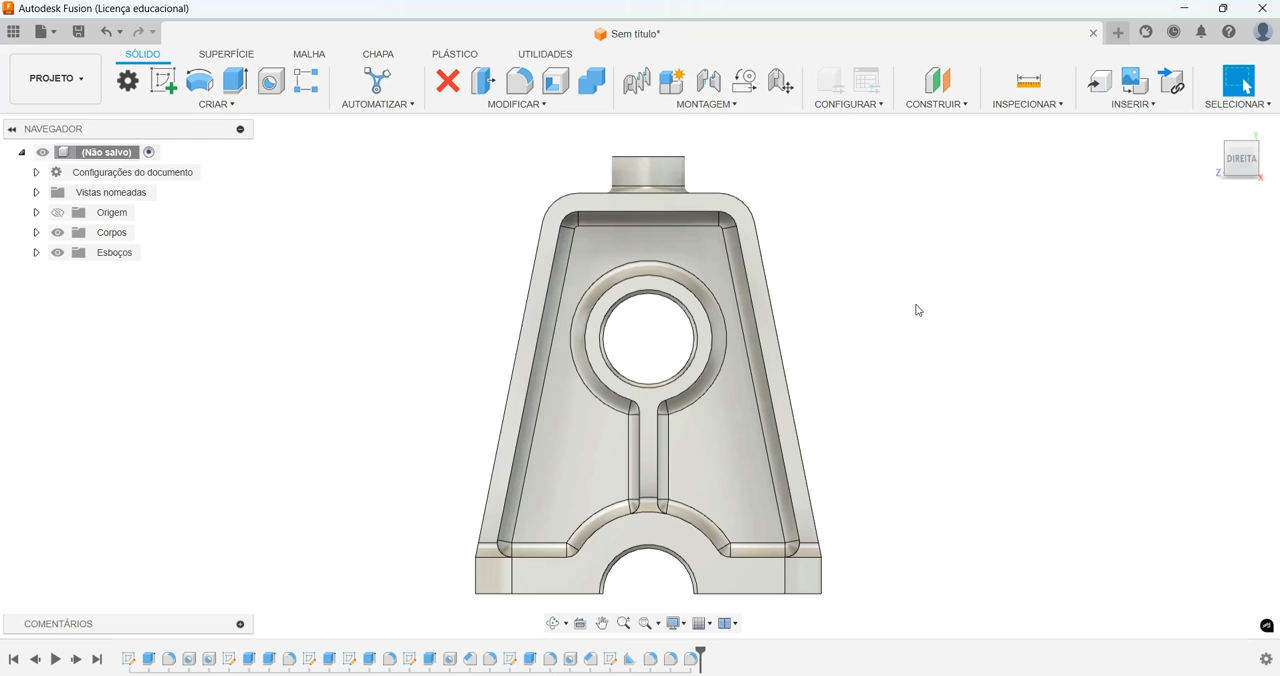 Autodesk Fusion (Licença educacional)
Sem título*
PROJETO
SÓLIDO SUPERFÍCIE MALHA CHAPA PLÁSTICO UTILIDADES
CRIAR AUTOMATIZAR MODIFICAR MONTAGEM CONFIGURAR CONSTRUIR INSPECIONAR INSERIR SELECIONAR
NAVEGADOR
(Não salvo)
Configurações do documento
Vistas nomeadas
Origem
Corpos
Esboços
Y
DIREITA
Z X
COMENTÁRIOS